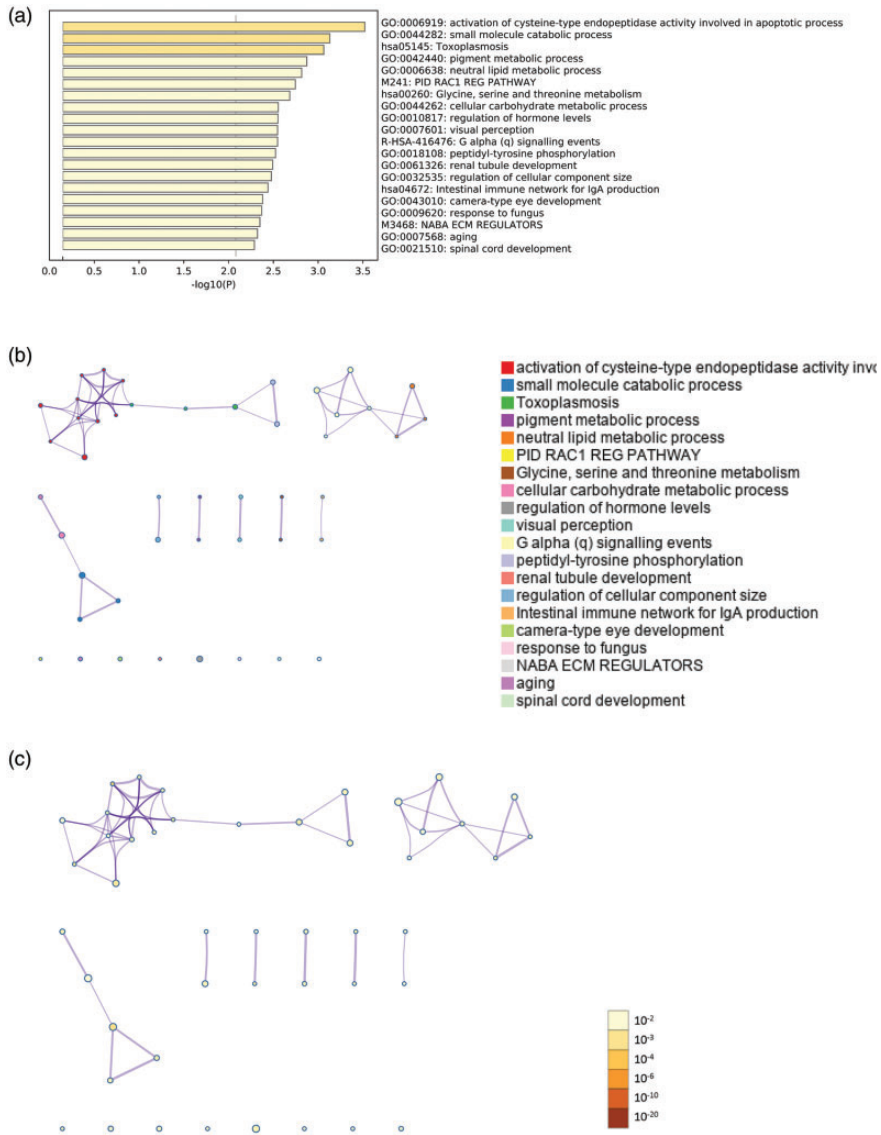 (a)
GO:0006919: activation of cysteine-type endopeptidase activity involved in apoptotic process
GO:0044282: small molecule catabolic process
hsa05145: Toxoplasmosis
GO:0042440: pigment metabolic process
GO:0006638: neutral lipid metabolic process
M241: PID RAC1 REG PATHWAY
hsa00260: Glycine, serine and threonine metabolism
GO:0044262: cellular carbohydrate metabolic process
GO:0010817: regulation of hormone levels
GO:0007601: visual perception
R-HSA-416476: G alpha (q) signalling events
GO:0018108: peptidyl-tyrosine phosphorylation
GO:0061326: renal tubule development
GO:0032535: regulation of cellular component size
hsa04672: Intestinal immune network for IgA production
GO:0043010: camera-type eye development
GO:0009620: response to fungus
M3468: NABA ECM REGULATORS
GO:0007568: aging
GO:0021510: spinal cord development
0.0 0.5 1.0 1.5 2.0 2.5 3.0 3.5
-log10(P)
(b)
activation of cysteine-type endopeptidase activity invo
small molecule catabolic process
Toxoplasmosis
pigment metabolic process
neutral lipid metabolic process
PID RAC1 REG PATHWAY
Glycine, serine and threonine metabolism
cellular carbohydrate metabolic process
regulation of hormone levels
visual perception
G alpha (q) signalling events
peptidyl-tyrosine phosphorylation
renal tubule development
regulation of cellular component size
Intestinal immune network for IgA production
camera-type eye development
response to fungus
NABA ECM REGULATORS
aging
spinal cord development
(c)
10⁻²
10⁻³
10⁻⁴
10⁻⁶
10⁻¹⁰
10⁻²⁰